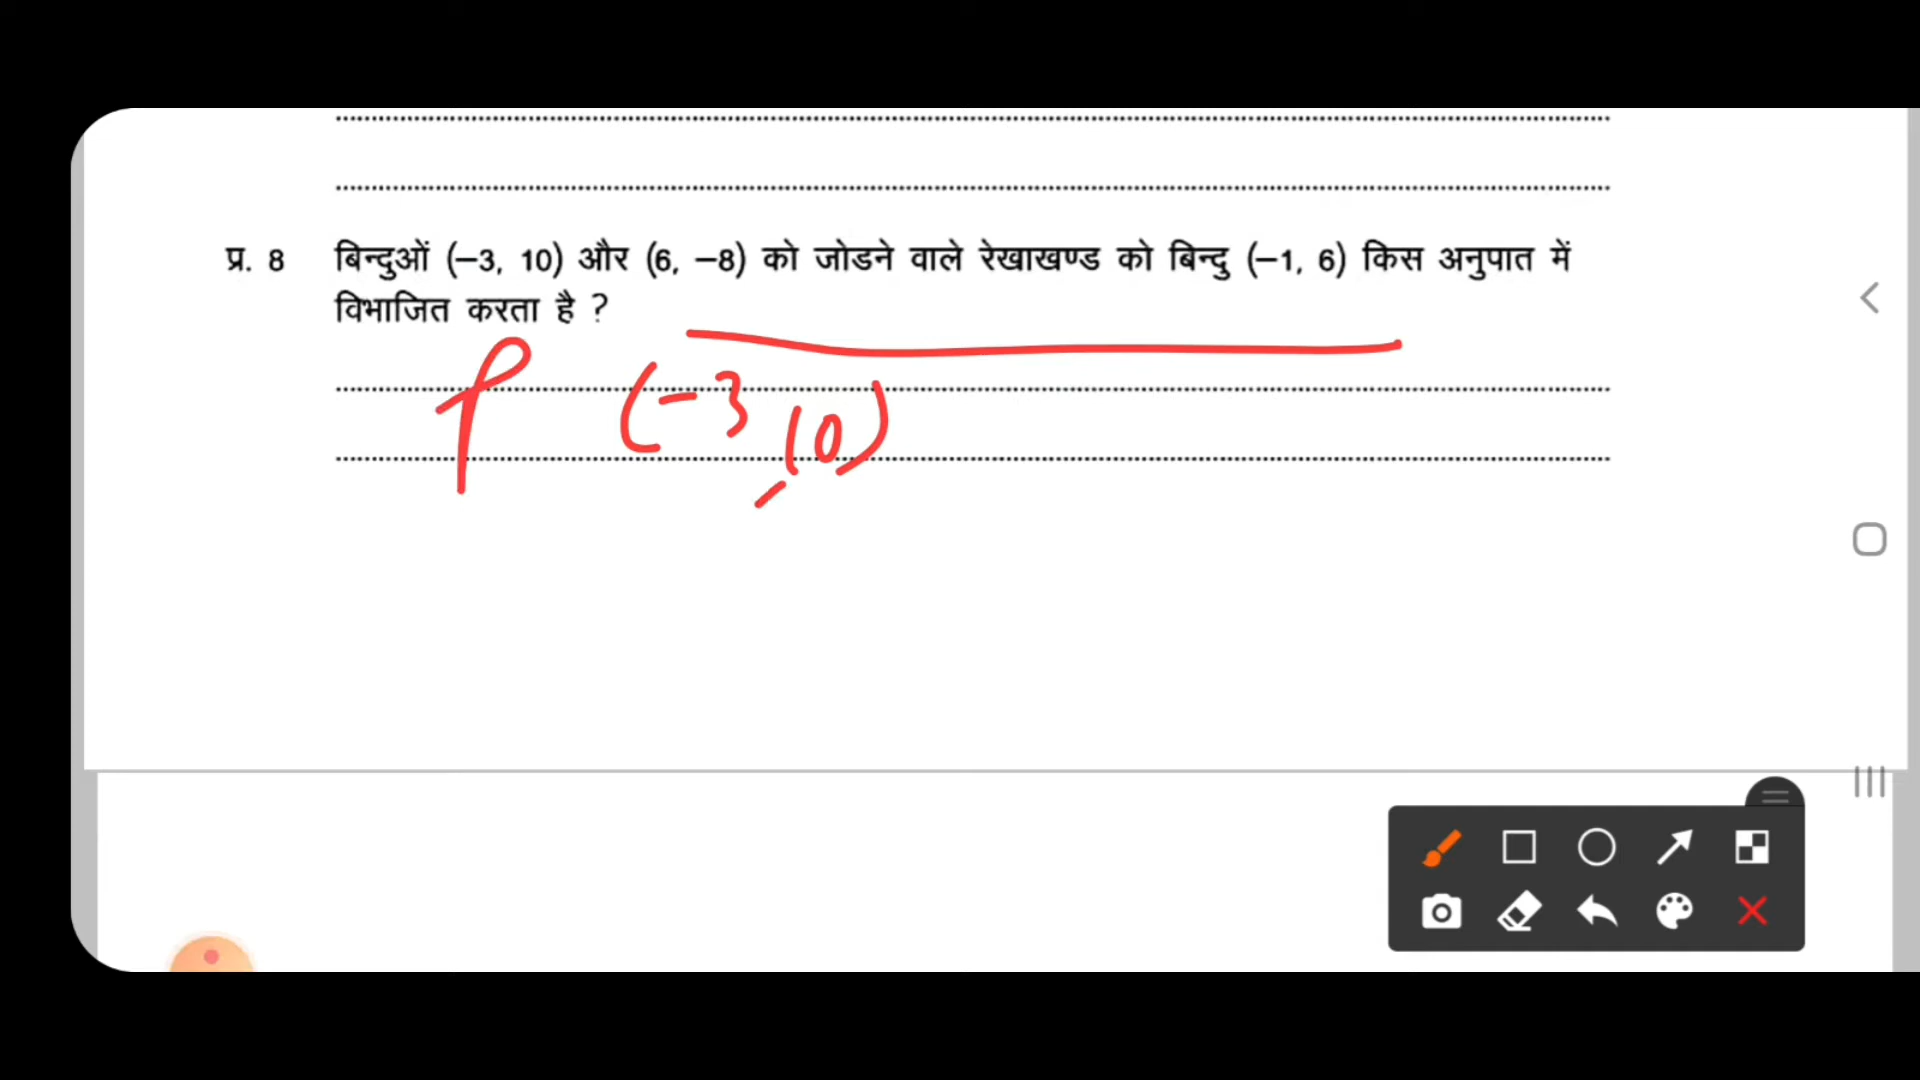 प्र. 8 बिन्दुओं (–3, 10) और (6, –8) को जोडने वाले रेखाखण्ड को बिन्दु (–1, 6) किस अनुपात में
विभाजित करता है ?
P (-3, 10)